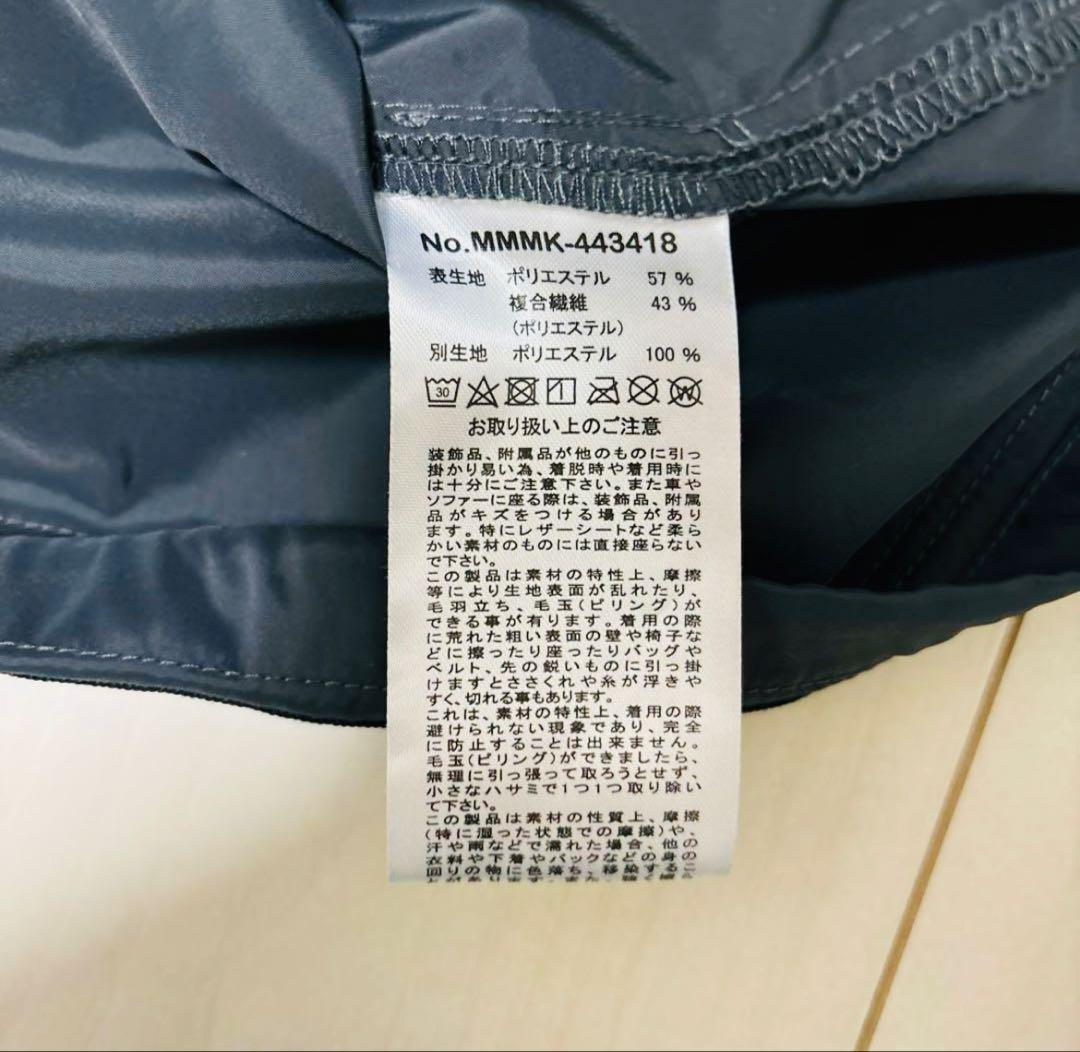 No.MMMK-443418
表生地 ポリエステル 57 %
複合繊維 43 %
(ポリエステル)
別生地 ポリエステル 100 %
30 W
お取り扱い上のご注意
装飾品、附属品が他のものに引っ
掛かり易い為、着脱時や着用時に
は十分にご注意下さい。また車や
ソファーに座る際は、装飾品、附属
品がキズをつける場合があり
ます。特にレザーシートなど柔ら
かい素材のものには直接座らない
で下さい。
この製品は素材の特性上、摩擦
等により生地表面が乱れたり、
毛羽立ち、毛玉(ピリング)が
できる事が有ります。着用の際
に荒れた粗い表面の壁や椅子な
どに擦ったり座ったりバッグや
ベルト、先の鋭いものに引っ掛
けますとささくれや糸が浮きや
すく、切れる事もあります。
これは、素材の特性上、着用の際
避けられない現象であり、完全
に防止することは出来ません。
毛玉(ピリング)ができましたら、
無理に引っ張って取ろうとせず、
小さなハサミで1つ1つ取り除い
て下さい。
この製品は素材の性質上、摩擦
(特に湿った状態での摩擦)や、
汗や雨などで濡れた場合、他の
衣料や下着やバックなどの身の
回りの物に色落ち、移染するこ